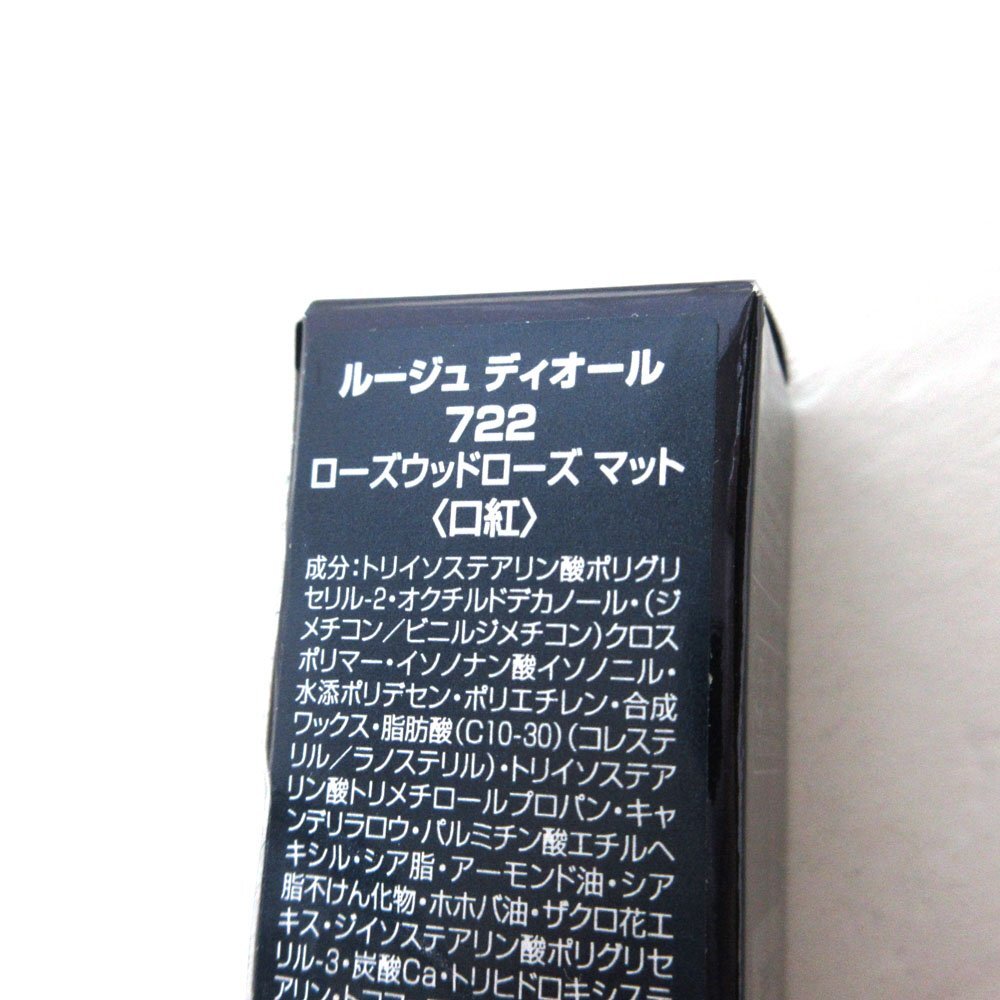 ルージュ ディオール
722
ローズウッドローズ マット
〈口紅〉
成分：トリイソステアリン酸ポリグリ
セリル-2・オクチルドデカノール・(ジ
メチコン／ビニルジメチコン)クロス
ポリマー・イソノナン酸イソノニル・
水添ポリデセン・ポリエチレン・合成
ワックス・脂肪酸(C10-30)(コレステ
リル／ラノステリル)・トリイソステア
リン酸トリメチロールプロパン・キャ
ンデリラロウ・パルミチン酸エチルヘ
キシル・シア脂・アーモンド油・シア
脂不けん化物・ホホバ油・ザクロ花エ
キス・ジイソステアリン酸ポリグリセ
リル-3・炭酸Ca・トリヒドロキシステ
アリン・トコフ